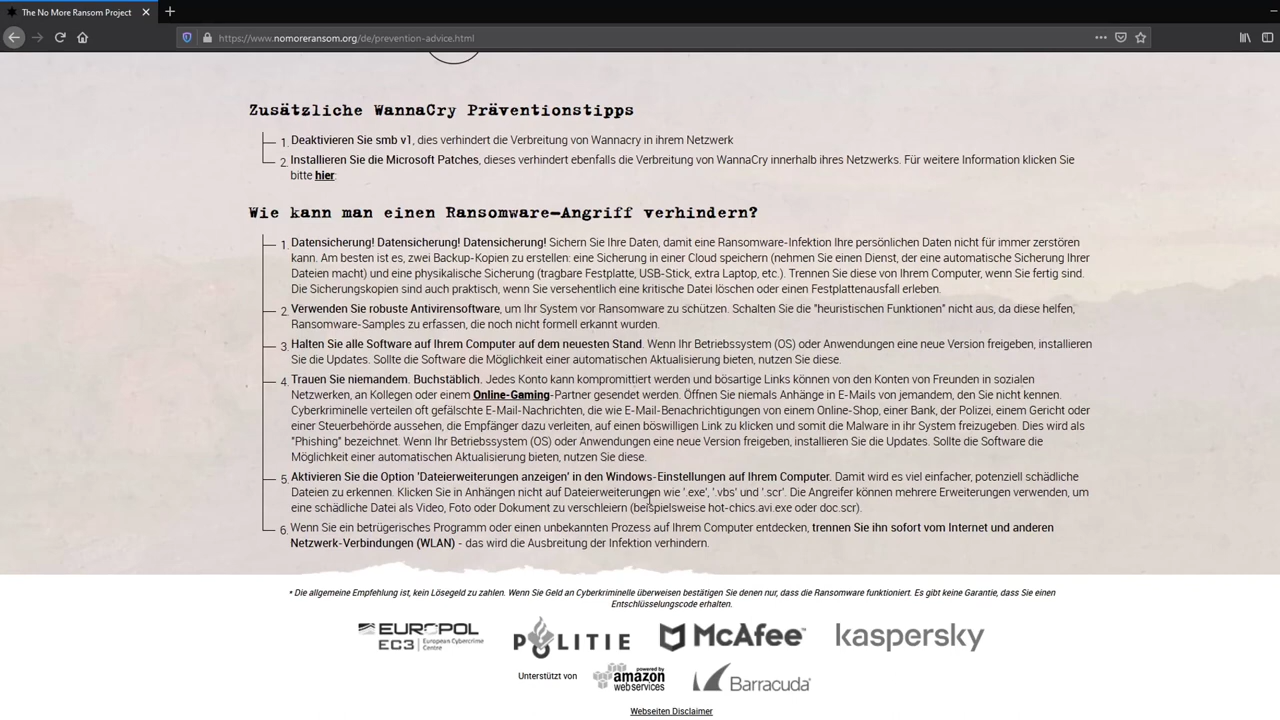 The No More Ransom Project
https://www.nomoreransom.org/de/prevention-advice.html
Zusätzliche WannaCry Präventionstipps
1. Deaktivieren Sie smb v1, dies verhindert die Verbreitung von Wannacry in ihrem Netzwerk
2. Installieren Sie die Microsoft Patches, dieses verhindert ebenfalls die Verbreitung von WannaCry innerhalb ihres Netzwerks. Für weitere Information klicken Sie
bitte hier:
Wie kann man einen Ransomware-Angriff verhindern?
1. Datensicherung! Datensicherung! Datensicherung! Sichern Sie Ihre Daten, damit eine Ransomware-Infektion Ihre persönlichen Daten nicht für immer zerstören
kann. Am besten ist es, zwei Backup-Kopien zu erstellen: eine Sicherung in einer Cloud speichern (nehmen Sie einen Dienst, der eine automatische Sicherung Ihrer
Dateien macht) und eine physikalische Sicherung (tragbare Festplatte, USB-Stick, extra Laptop, etc.). Trennen Sie diese von Ihrem Computer, wenn Sie fertig sind.
Die Sicherungskopien sind auch praktisch, wenn Sie versehentlich eine kritische Datei löschen oder einen Festplattenausfall erleben.
2. Verwenden Sie robuste Antivirensoftware, um Ihr System vor Ransomware zu schützen. Schalten Sie die "heuristischen Funktionen" nicht aus, da diese helfen,
Ransomware-Samples zu erfassen, die noch nicht formell erkannt wurden.
3. Halten Sie alle Software auf Ihrem Computer auf dem neuesten Stand. Wenn Ihr Betriebssystem (OS) oder Anwendungen eine neue Version freigeben, installieren
Sie die Updates. Sollte die Software die Möglichkeit einer automatischen Aktualisierung bieten, nutzen Sie diese.
4. Trauen Sie niemandem. Buchstäblich. Jedes Konto kann kompromittiert werden und bösartige Links können von den Konten von Freunden in sozialen
Netzwerken, an Kollegen oder einem Online-Gaming-Partner gesendet werden. Öffnen Sie niemals Anhänge in E-Mails von jemandem, den Sie nicht kennen.
Cyberkriminelle verteilen oft gefälschte E-Mail-Nachrichten, die wie E-Mail-Benachrichtigungen von einem Online-Shop, einer Bank, der Polizei, einem Gericht oder
einer Steuerbehörde aussehen, die Empfänger dazu verleiten, auf einen böswilligen Link zu klicken und somit die Malware in ihr System freizugeben. Dies wird als
"Phishing" bezeichnet. Wenn Ihr Betriebssystem (OS) oder Anwendungen eine neue Version freigeben, installieren Sie die Updates. Sollte die Software die
Möglichkeit einer automatischen Aktualisierung bieten, nutzen Sie diese.
5. Aktivieren Sie die Option 'Dateierweiterungen anzeigen' in den Windows-Einstellungen auf Ihrem Computer. Damit wird es viel einfacher, potenziell schädliche
Dateien zu erkennen. Klicken Sie in Anhängen nicht auf Dateierweiterungen wie '.exe', '.vbs' und '.scr'. Die Angreifer können mehrere Erweiterungen verwenden, um
eine schädliche Datei als Video, Foto oder Dokument zu verschleiern (beispielsweise hot-chics.avi.exe oder doc.scr).
6. Wenn Sie ein betrügerisches Programm oder einen unbekannten Prozess auf Ihrem Computer entdecken, trennen Sie ihn sofort vom Internet und anderen
Netzwerk-Verbindungen (WLAN) - das wird die Ausbreitung der Infektion verhindern.
* Die allgemeine Empfehlung ist, kein Lösegeld zu zahlen. Wenn Sie Geld an Cyberkriminelle überweisen bestätigen Sie denen nur, dass die Ransomware funktioniert. Es gibt keine Garantie, dass Sie einen
Entschlüsselungscode erhalten.
EUROPOL
EC3 European Cybercrime Centre
POLITIE
McAfee
kaspersky
Unterstützt von
powered by
amazon
web services
Barracuda
Webseiten Disclaimer